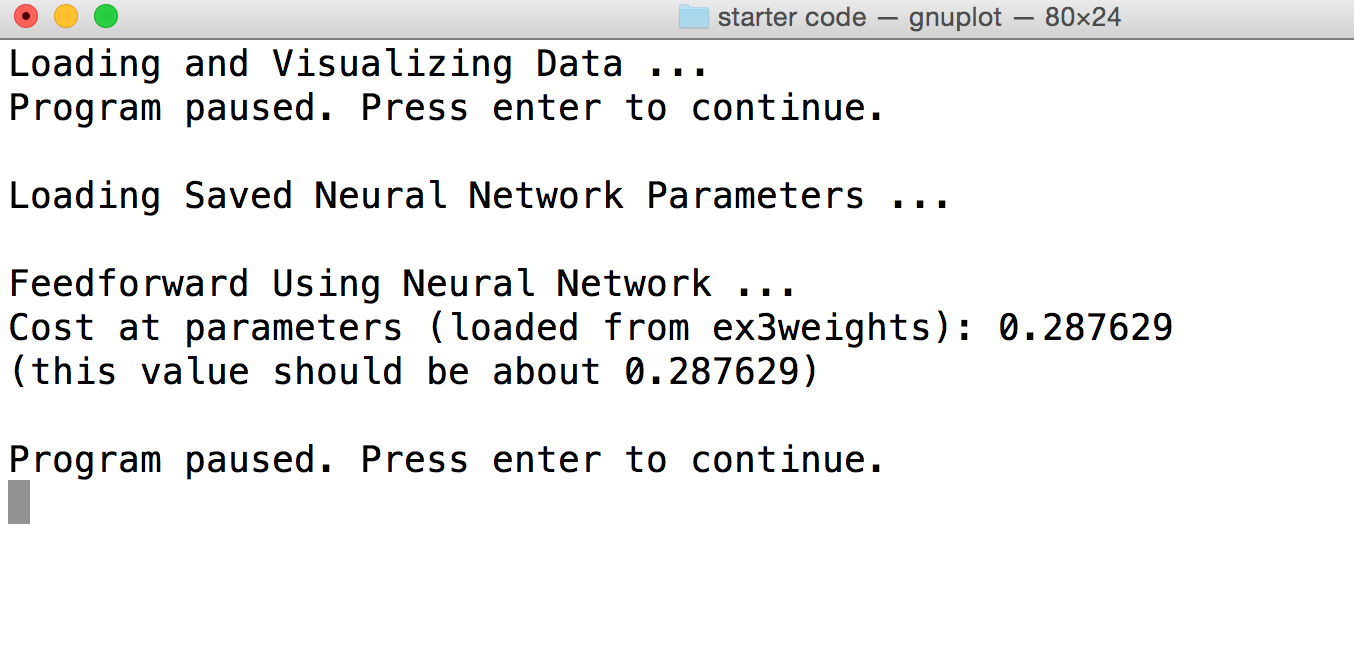 starter code — gnuplot — 80×24
Loading and Visualizing Data ...
Program paused. Press enter to continue.
Loading Saved Neural Network Parameters ...
Feedforward Using Neural Network ...
Cost at parameters (loaded from ex3weights): 0.287629
(this value should be about 0.287629)
Program paused. Press enter to continue.